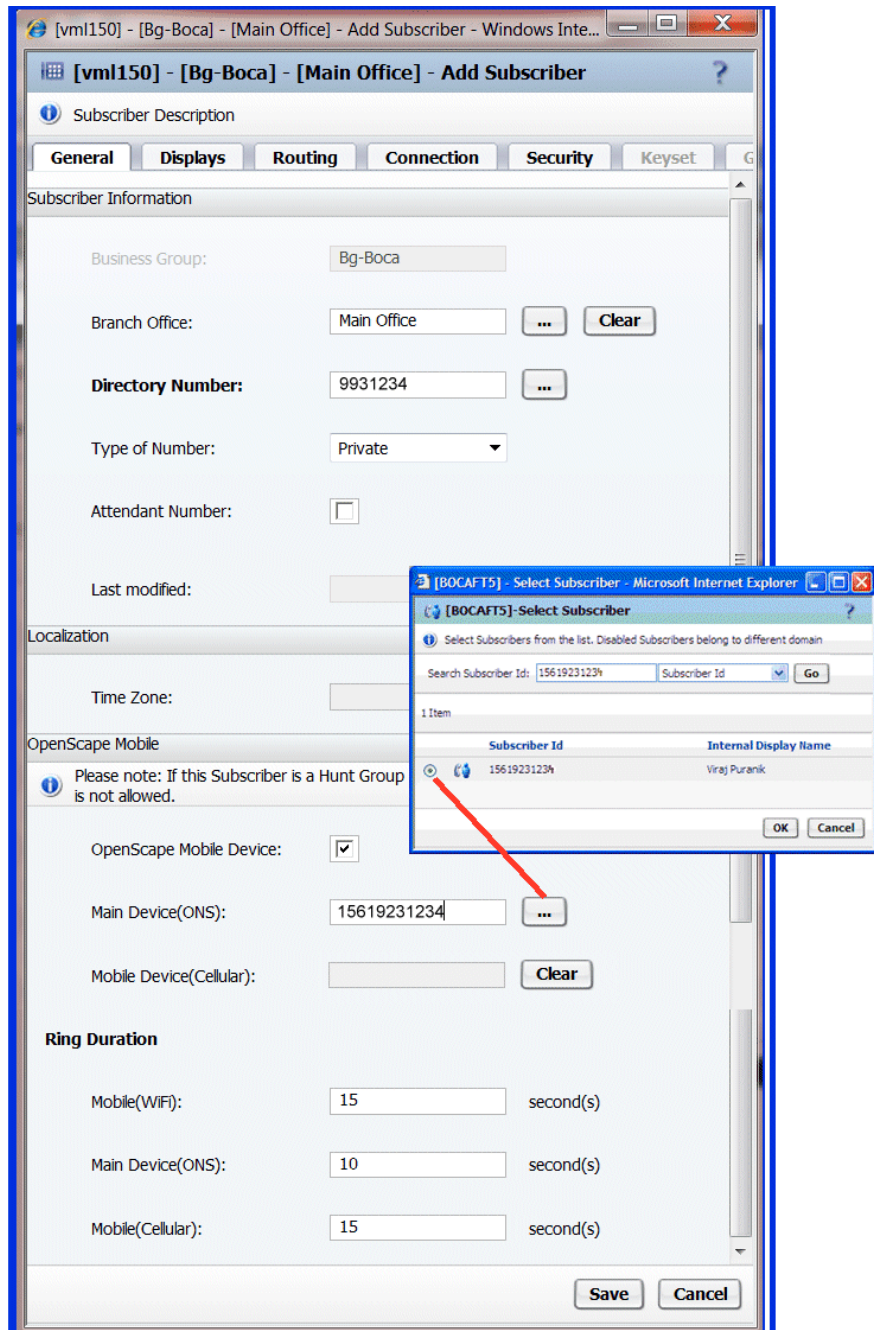 [vml150] - [Bg-Boca] - [Main Office] - Add Subscriber - Windows Inte...
[vml150] - [Bg-Boca] - [Main Office] - Add Subscriber ?
Subscriber Description
General Displays Routing Connection Security Keyset G
Subscriber Information
Business Group: Bg-Boca
Branch Office: Main Office ... Clear
Directory Number: 9931234 ...
Type of Number: Private
Attendant Number:
Last modified:
Localization
Time Zone:
OpenScape Mobile
Please note: If this Subscriber is a Hunt Group
is not allowed.
OpenScape Mobile Device:
Main Device(ONS): 15619231234 ...
Mobile Device(Cellular): Clear
Ring Duration
Mobile(WiFi): 15 second(s)
Main Device(ONS): 10 second(s)
Mobile(Cellular): 15 second(s)
Save Cancel
[BOCAFT5] - Select Subscriber - Microsoft Internet Explorer
[BOCAFT5]-Select Subscriber ?
Select Subscribers from the list. Disabled Subscribers belong to different domain
Search Subscriber Id: 15619231234 Subscriber Id Go
1 Item
Subscriber Id Internal Display Name
15619231234 Viraj Puranik
OK Cancel